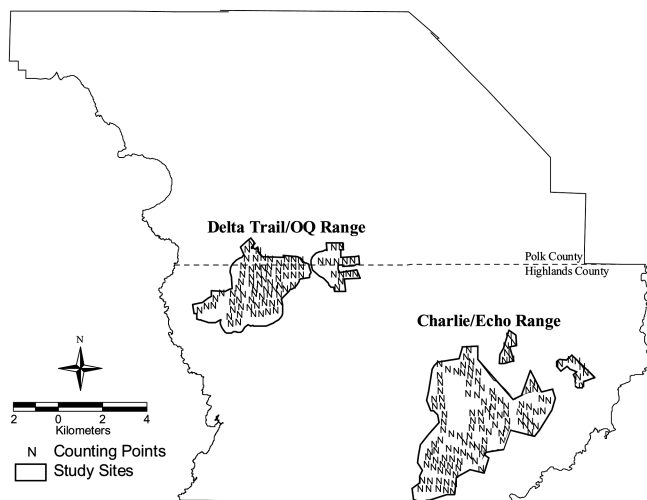 Delta Trail/OQ Range
Polk County
Highlands County
Charlie/Echo Range
N
2 0 2 4
Kilometers
N Counting Points
Study Sites